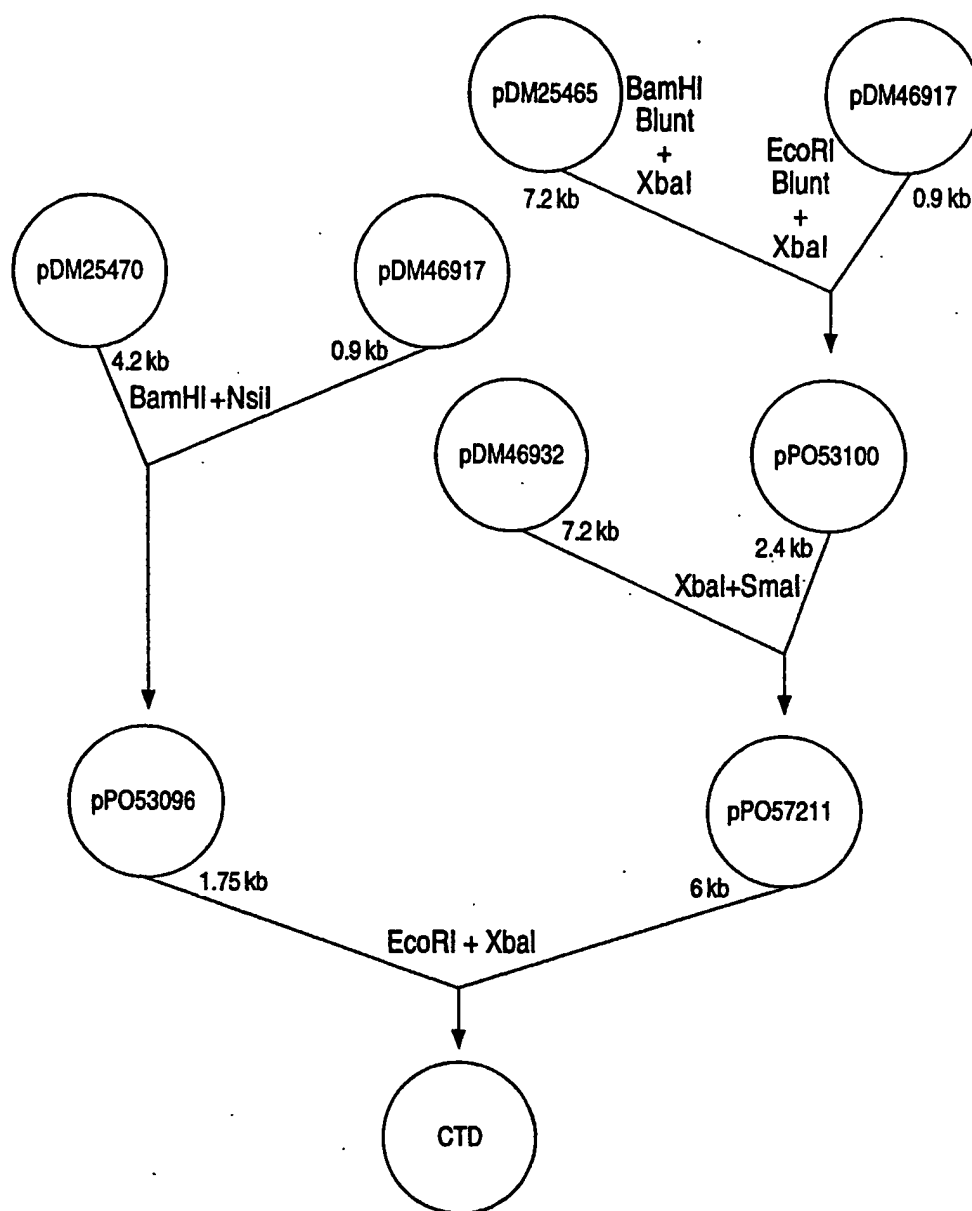 pDM25465
BamHI
Blunt
+
XbaI
pDM46917
EcoRI
Blunt
+
XbaI
7.2 kb
0.9 kb
pDM25470
pDM46917
4.2 kb
0.9 kb
BamHI +NsiI
pDM46932
pPO53100
7.2 kb
2.4 kb
XbaI+SmaI
pPO53096
pPO57211
1.75 kb
6 kb
EcoRI + XbaI
CTD